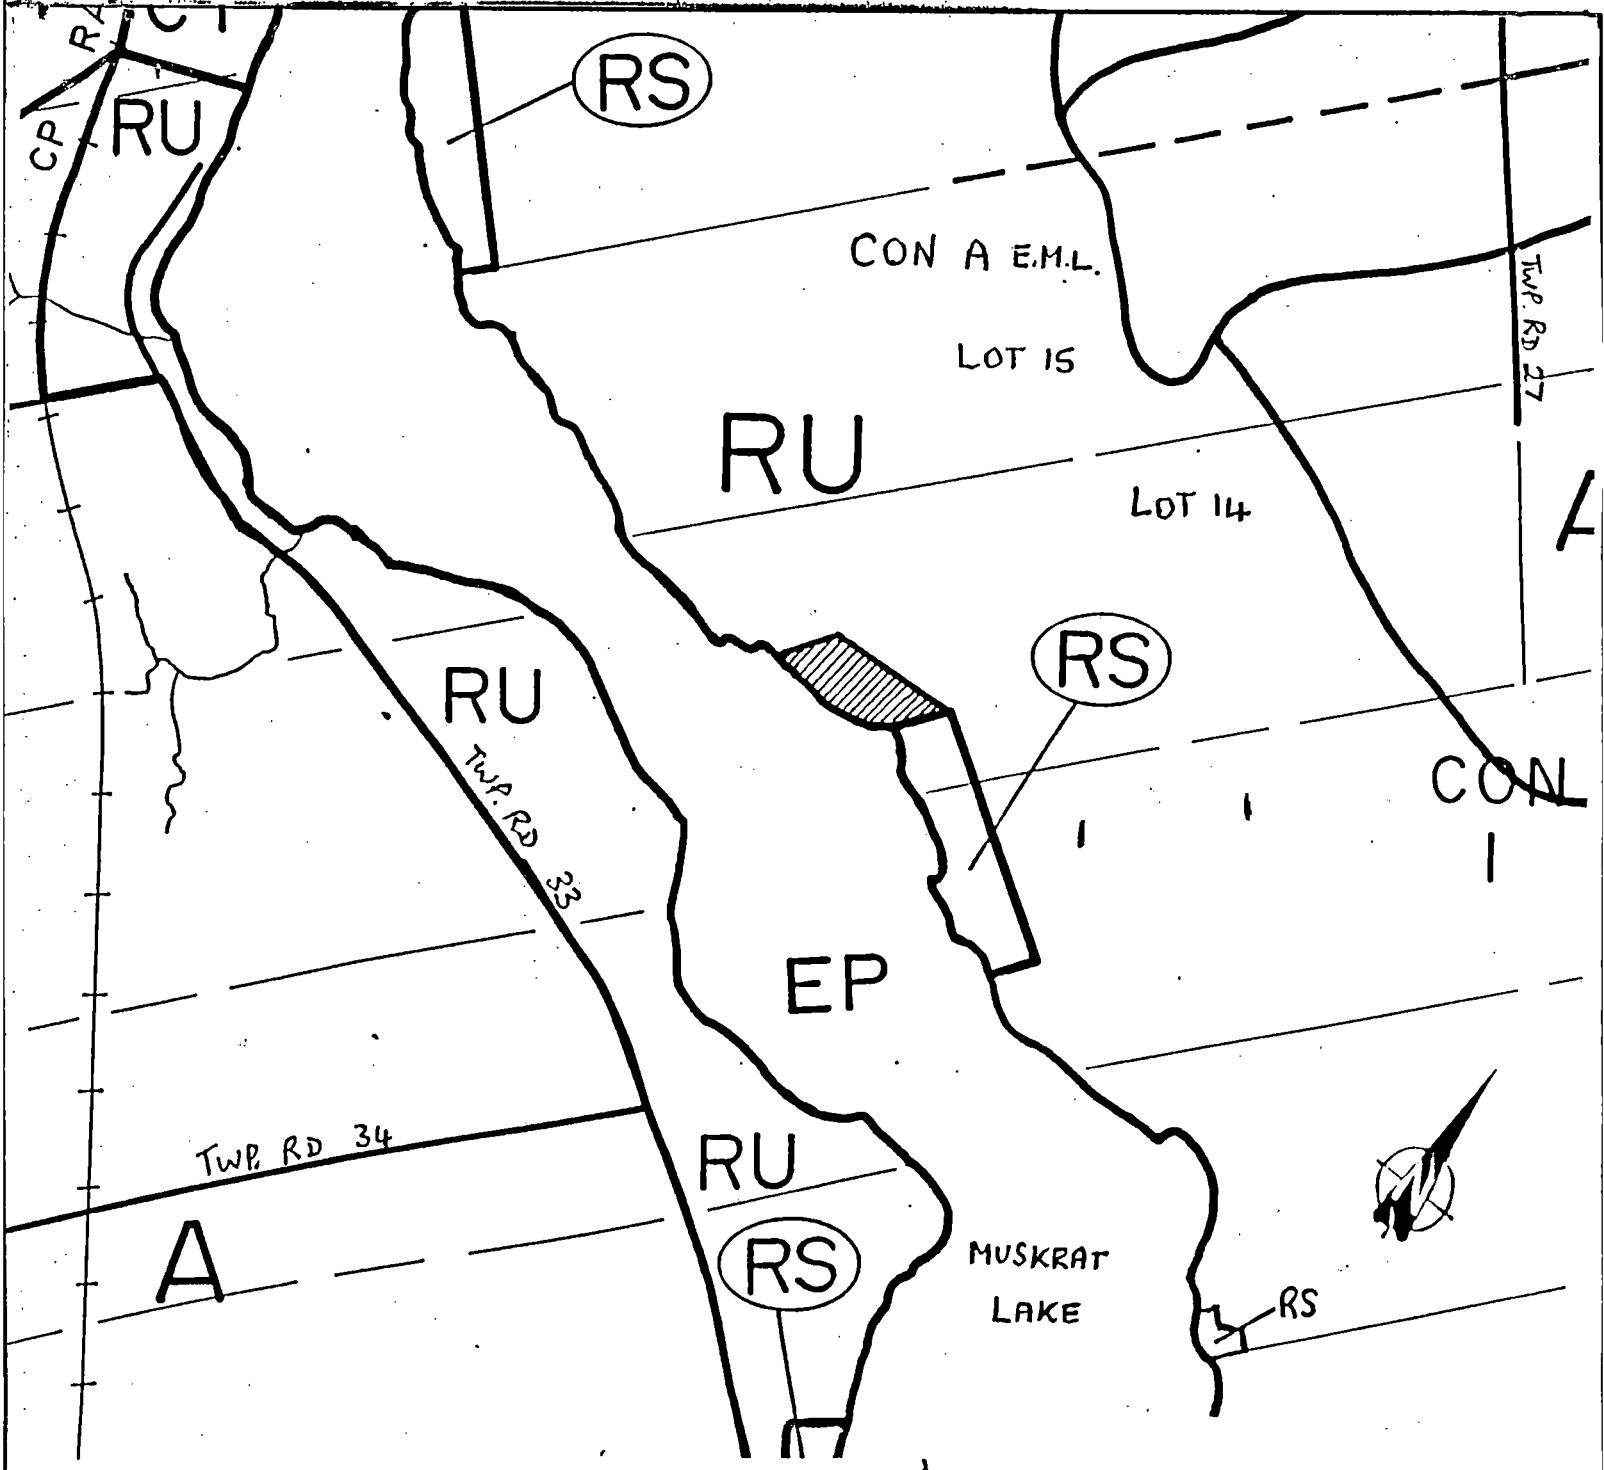 RS
RU
CP
CON A E.M.L.
TWP. RD 27
LOT 15
RU
LOT 14
A
RS
RU
TWP. RD 33
CON
I
EP
TWP. RD 34
RU
A
RS
MUSKRAT
LAKE
RS